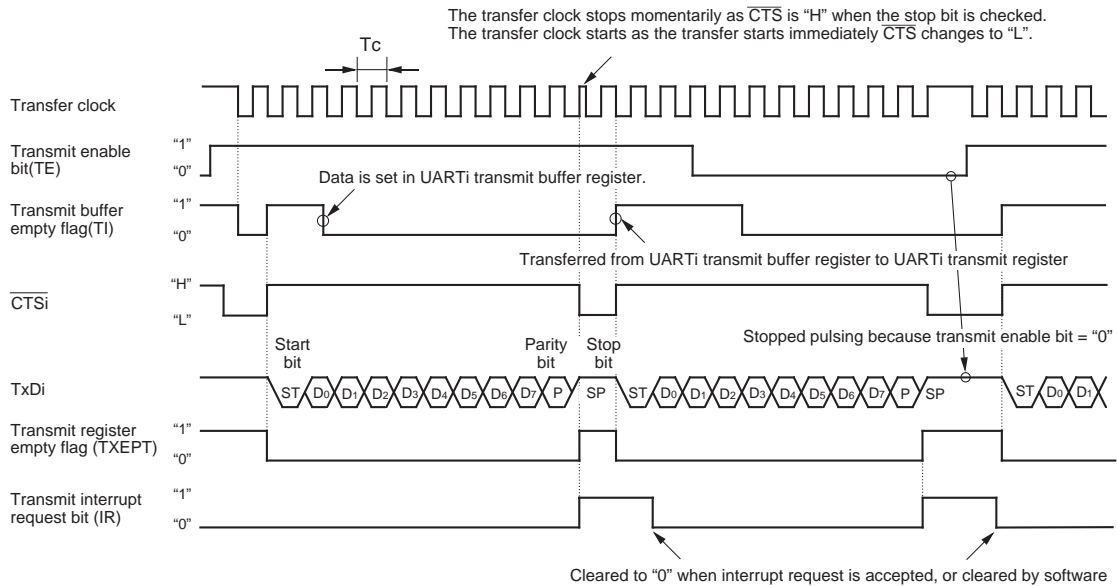 The transfer clock stops momentarily as CTS is “H” when the stop bit is checked.
The transfer clock starts as the transfer starts immediately CTS changes to “L”.
Tc
Transfer clock
Transmit enable
bit(TE)
“1”
“0”
Data is set in UARTi transmit buffer register.
Transmit buffer
empty flag(TI)
“1”
“0”
Transferred from UARTi transmit buffer register to UARTi transmit register
CTSi
“H”
“L”
Stopped pulsing because transmit enable bit = “0”
Start
bit
Parity
bit
Stop
bit
TxDi
ST D0 D1 D2 D3 D4 D5 D6 D7 P SP ST D0 D1 D2 D3 D4 D5 D6 D7 P SP ST D0 D1
Transmit register
empty flag (TXEPT)
“1”
“0”
Transmit interrupt
request bit (IR)
“1”
“0”
Cleared to “0” when interrupt request is accepted, or cleared by software